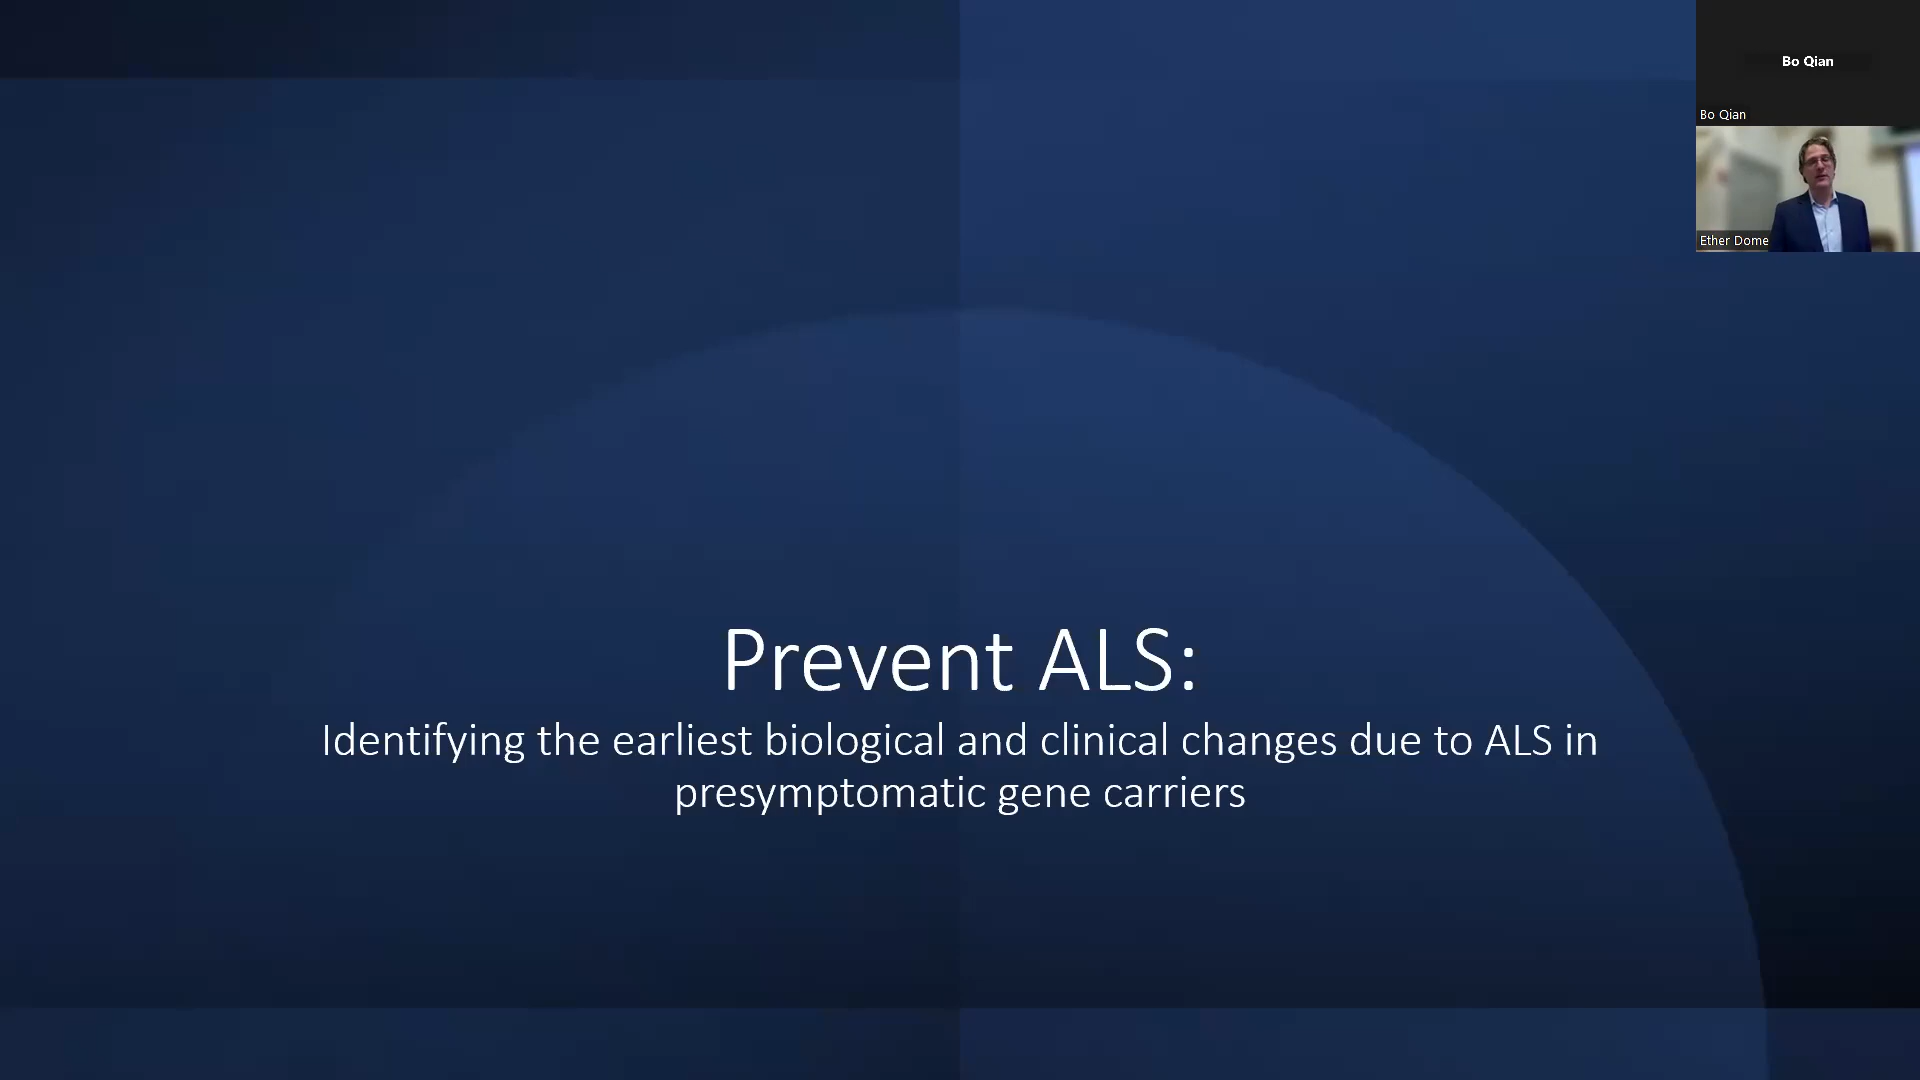 Bo Qian
Bo Qian
Ether Dome
Prevent ALS:
Identifying the earliest biological and clinical changes due to ALS in
presymptomatic gene carriers